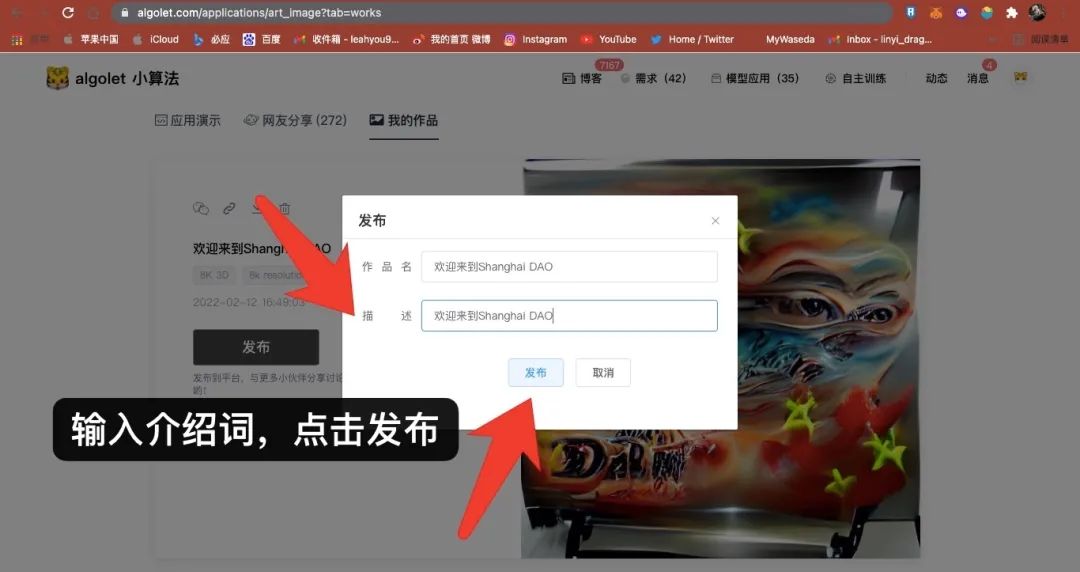 algolet.com/applications/art_image?tab=works
苹果中国 iCloud 必应 百度 收件箱 - leahyou9... 我的首页 微博 Instagram YouTube Home / Twitter MyWaseda Inbox - linyi_drag... 阅读清单
algolet 小算法 博客 7167 需求（42） 模型应用（35） 自主训练 动态 消息 4
应用演示 网友分享 (272) 我的作品
发布
欢迎来到Shangh DAO
作 品 名 欢迎来到Shanghai DAO
8K 3D 8k resolutio
2022-02-12 16:49:03
描 述 欢迎来到Shanghai DAO
发布
发布 取消
发布到平台，与更多小伙伴分享讨论
哟！
输入介绍词，点击发布